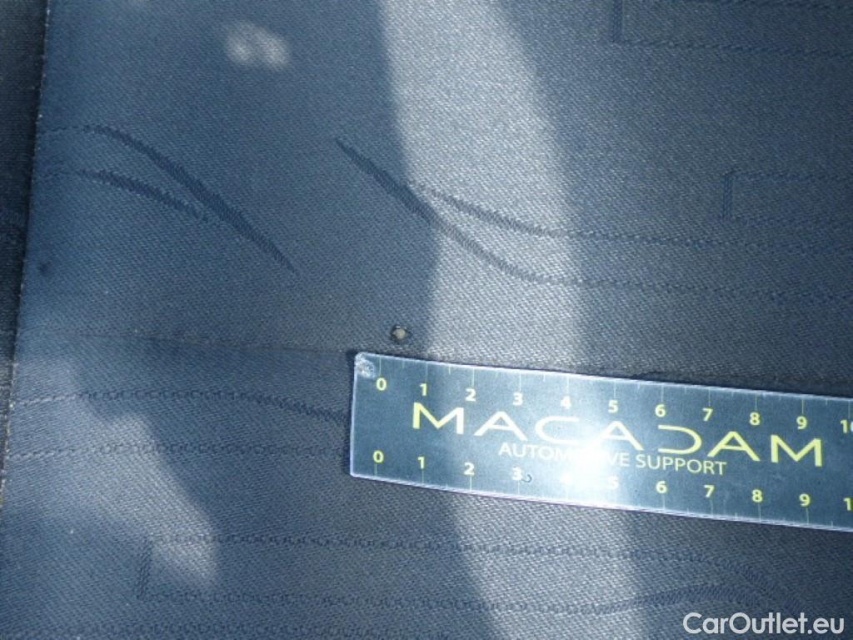 0 1 2 3 4 5 6 7 8 9
MACADAM
AUTOMOTIVE SUPPORT
0 1 2 3 4 5 6 7 8 9
CarOutlet.eu